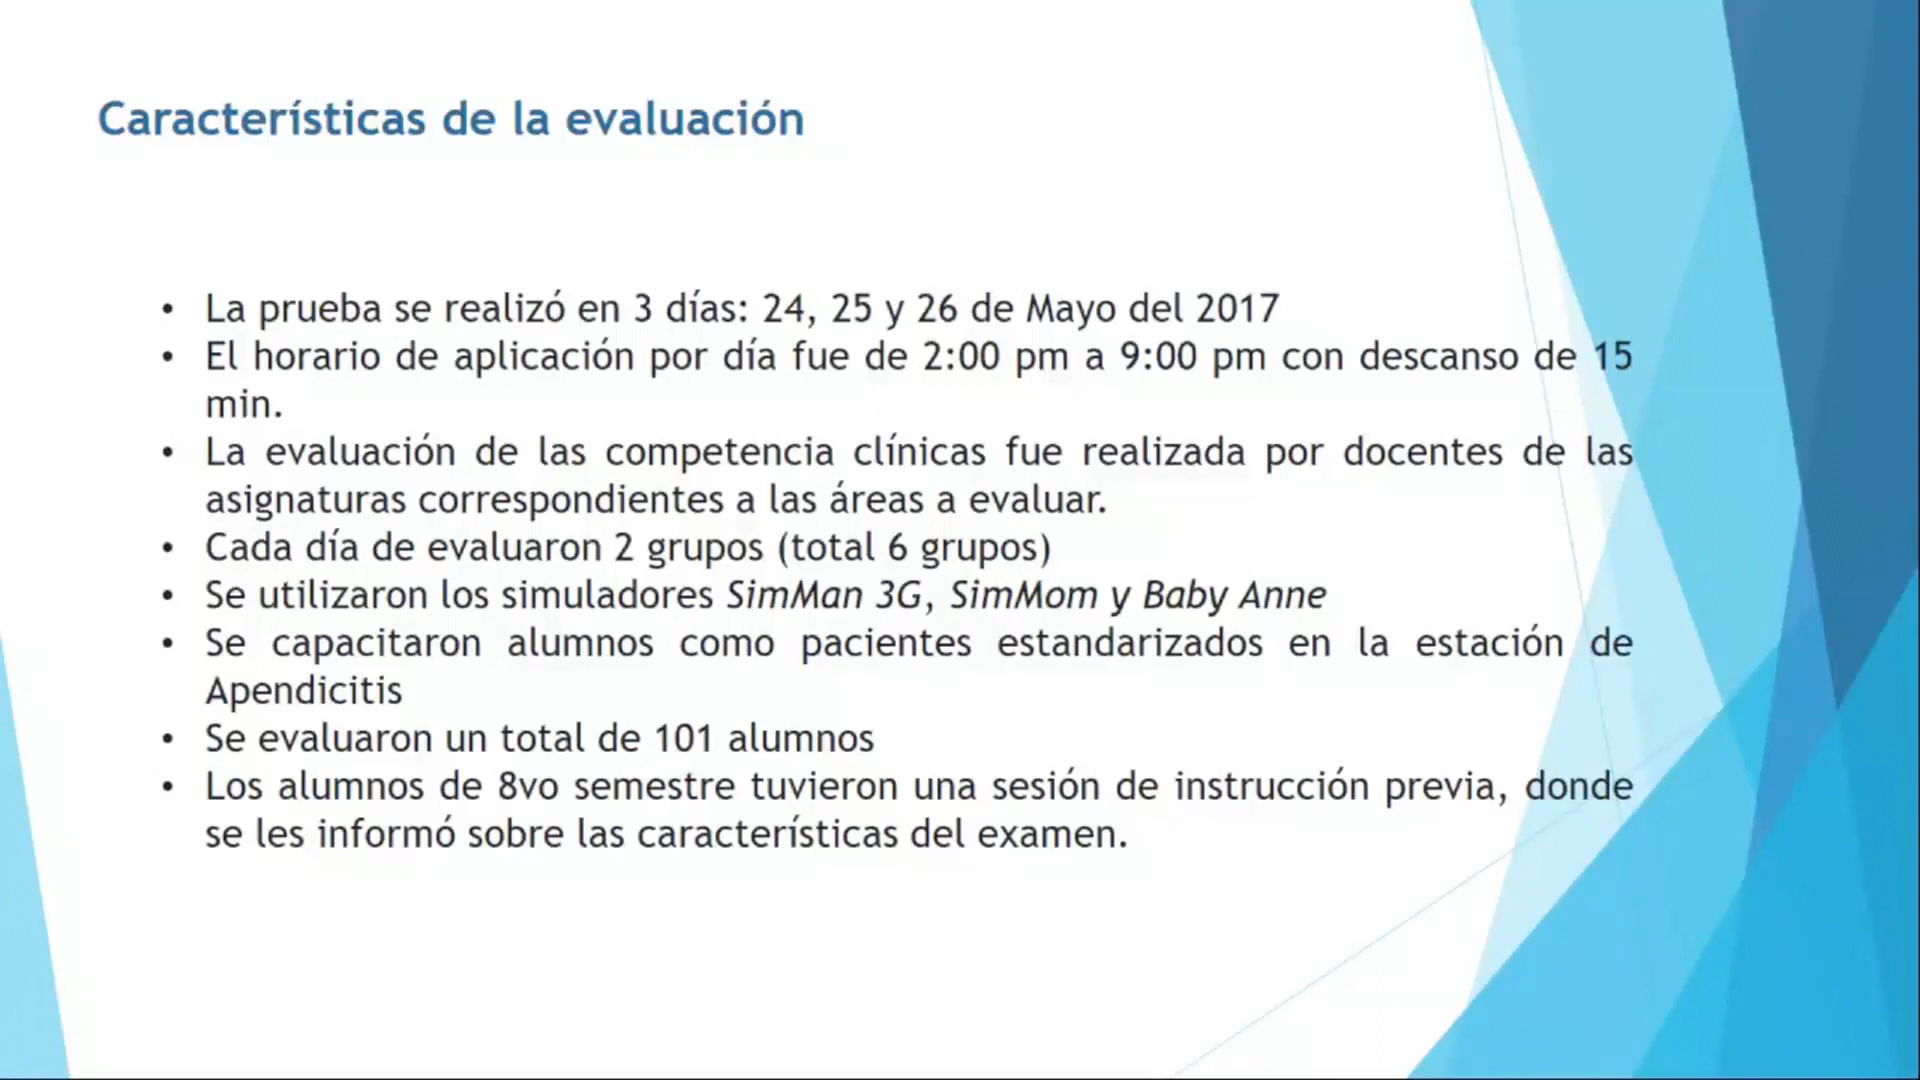 Características de la evaluación
• La prueba se realizó en 3 días: 24, 25 y 26 de Mayo del 2017
• El horario de aplicación por día fue de 2:00 pm a 9:00 pm con descanso de 15
min.
• La evaluación de las competencia clínicas fue realizada por docentes de las
asignaturas correspondientes a las áreas a evaluar.
• Cada día de evaluaron 2 grupos (total 6 grupos)
• Se utilizaron los simuladores SimMan 3G, SimMom y Baby Anne
• Se capacitaron alumnos como pacientes estandarizados en la estación de
Apendicitis
• Se evaluaron un total de 101 alumnos
• Los alumnos de 8vo semestre tuvieron una sesión de instrucción previa, donde
se les informó sobre las características del examen.